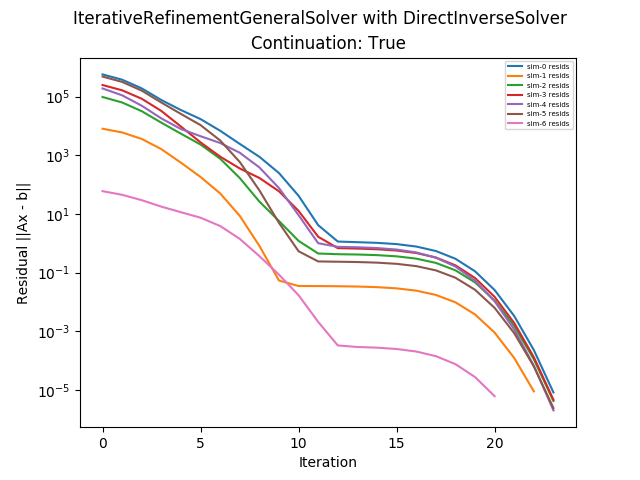 IterativeRefinementGeneralSolver with DirectInverseSolver
Continuation: True
sim-0 resids
sim-1 resids
sim-2 resids
sim-3 resids
sim-4 resids
sim-5 resids
sim-6 resids
Residual ||Ax - b||
10^5
10^3
10^1
10^−1
10^−3
10^−5
0 5 10 15 20
Iteration